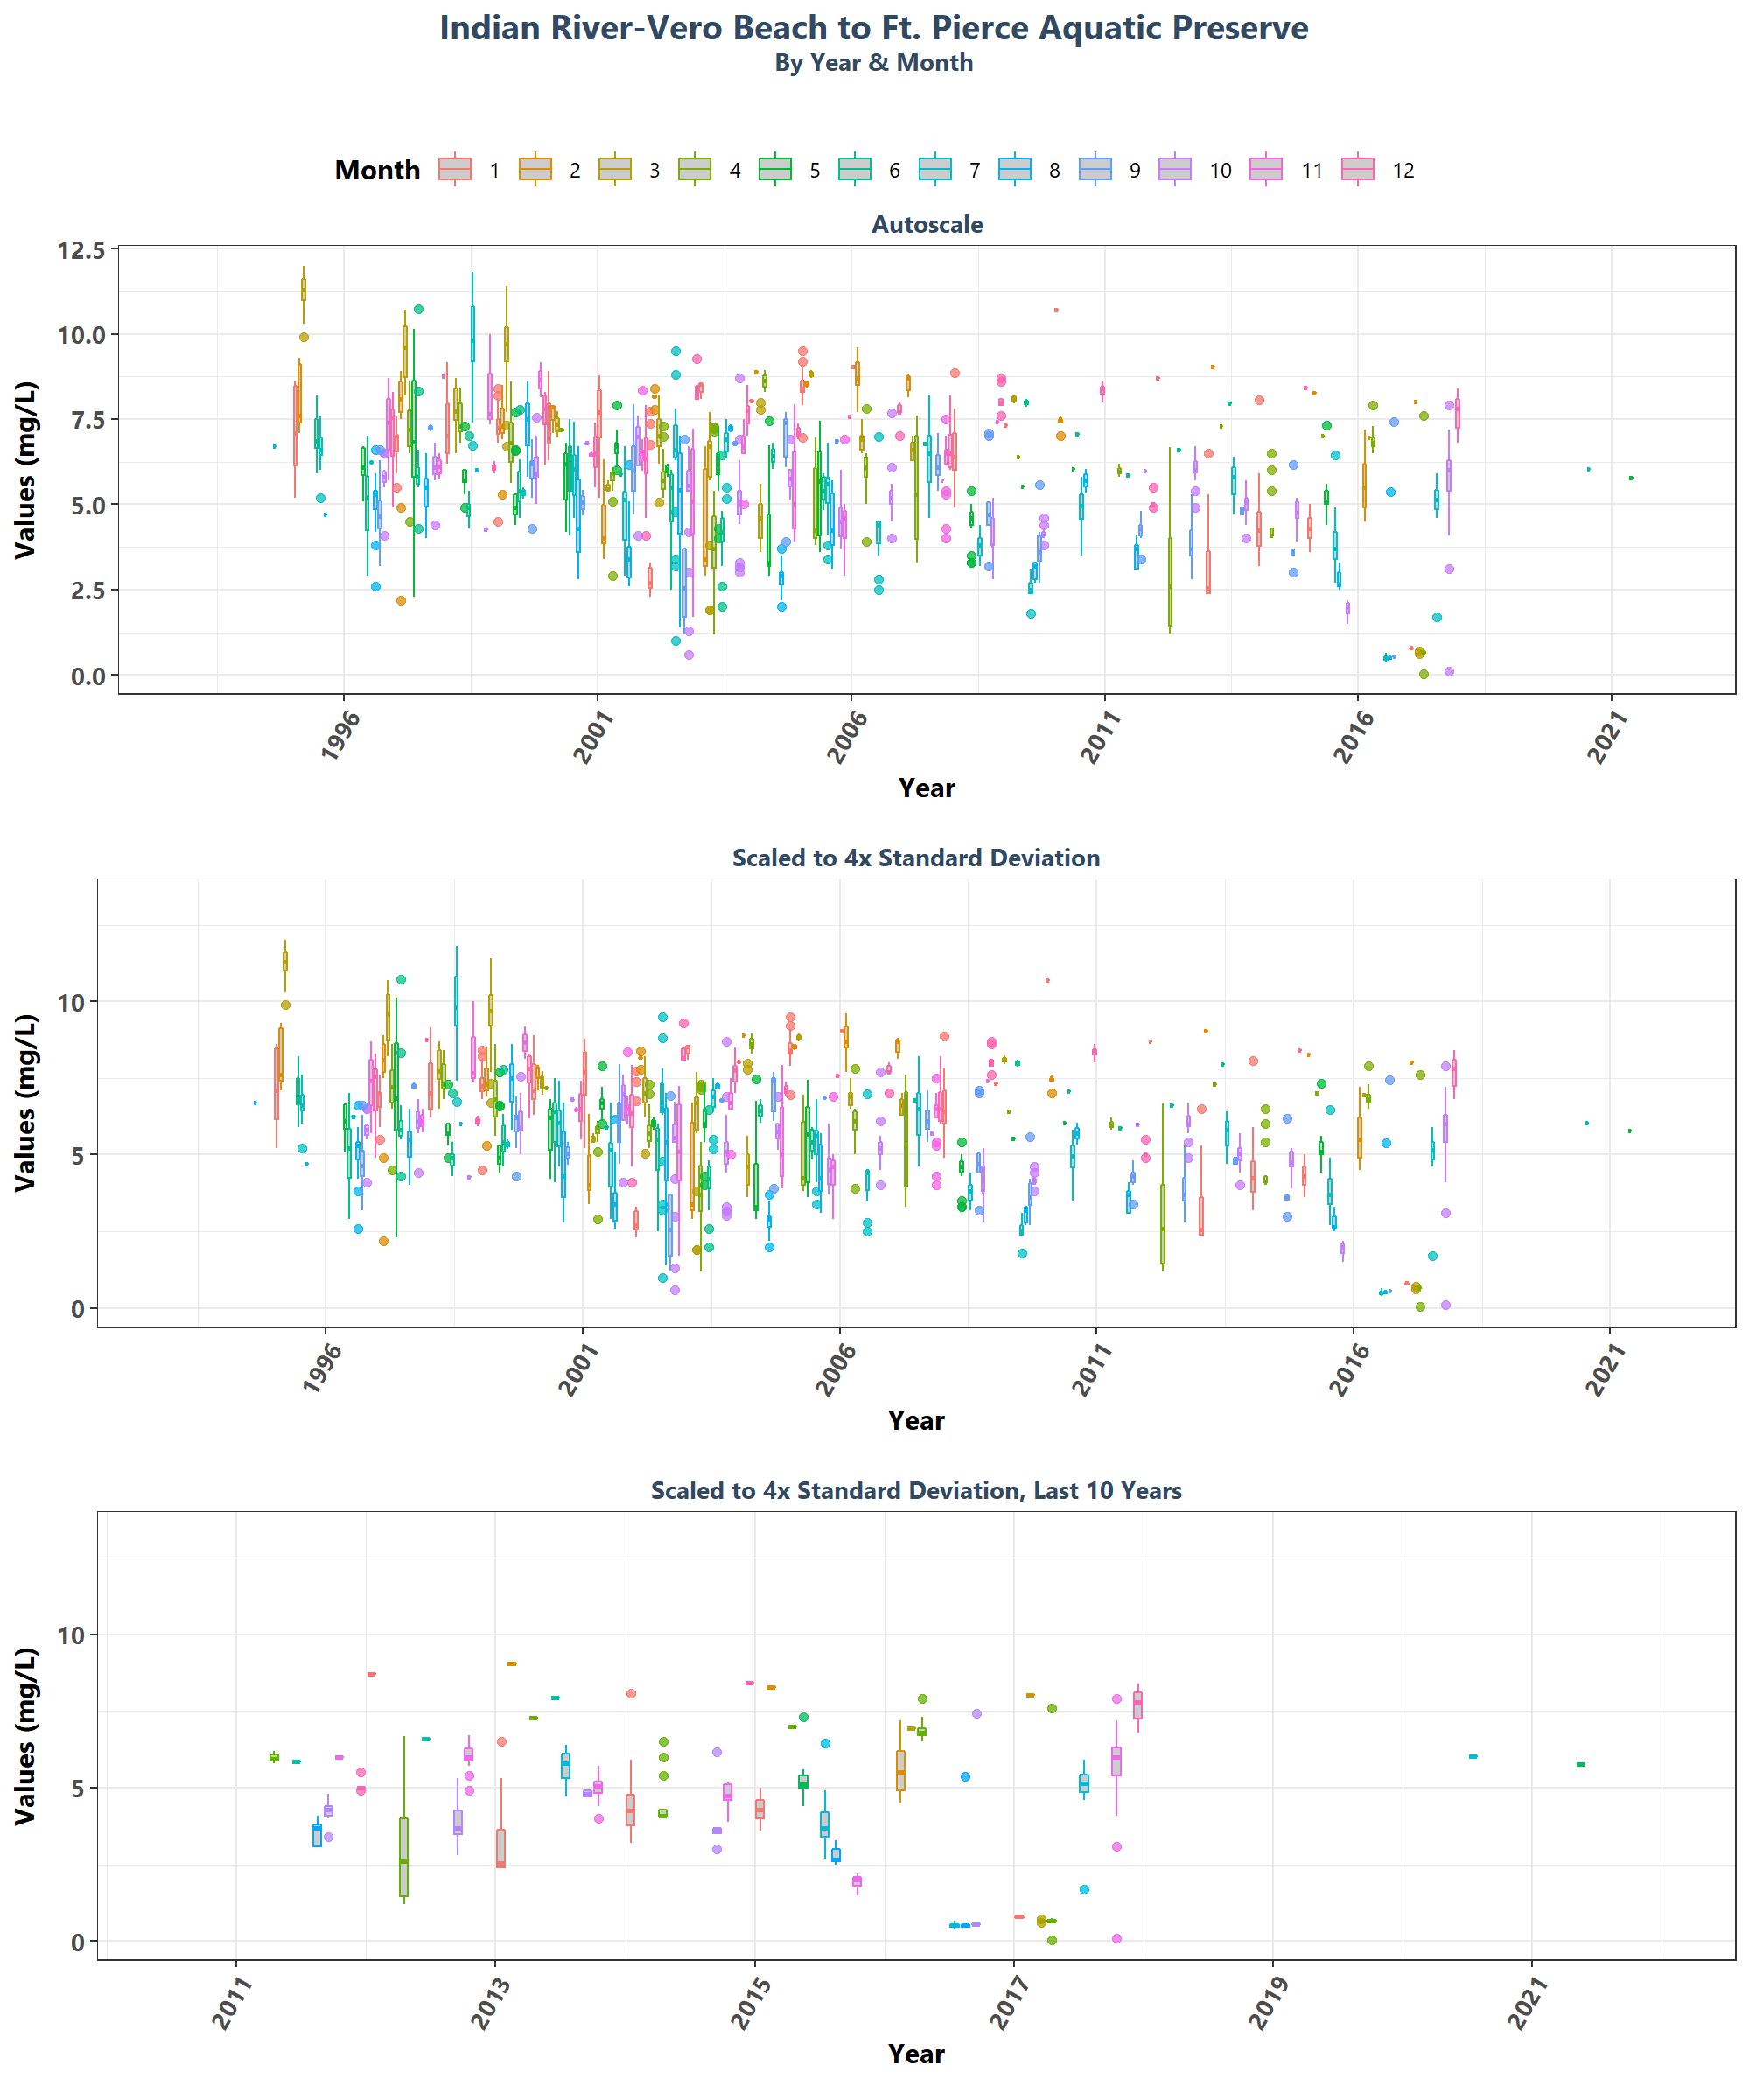 Indian River-Vero Beach to Ft. Pierce Aquatic Preserve
By Year & Month
Month 1 2 3 4 5 6 7 8 9 10 11 12
Autoscale
Values (mg/L)
12.5
10.0
7.5
5.0
2.5
0.0
1996 2001 2006 2011 2016 2021
Year
Scaled to 4x Standard Deviation
Values (mg/L)
10
5
0
1996 2001 2006 2011 2016 2021
Year
Scaled to 4x Standard Deviation, Last 10 Years
Values (mg/L)
10
5
0
2011 2013 2015 2017 2019 2021
Year